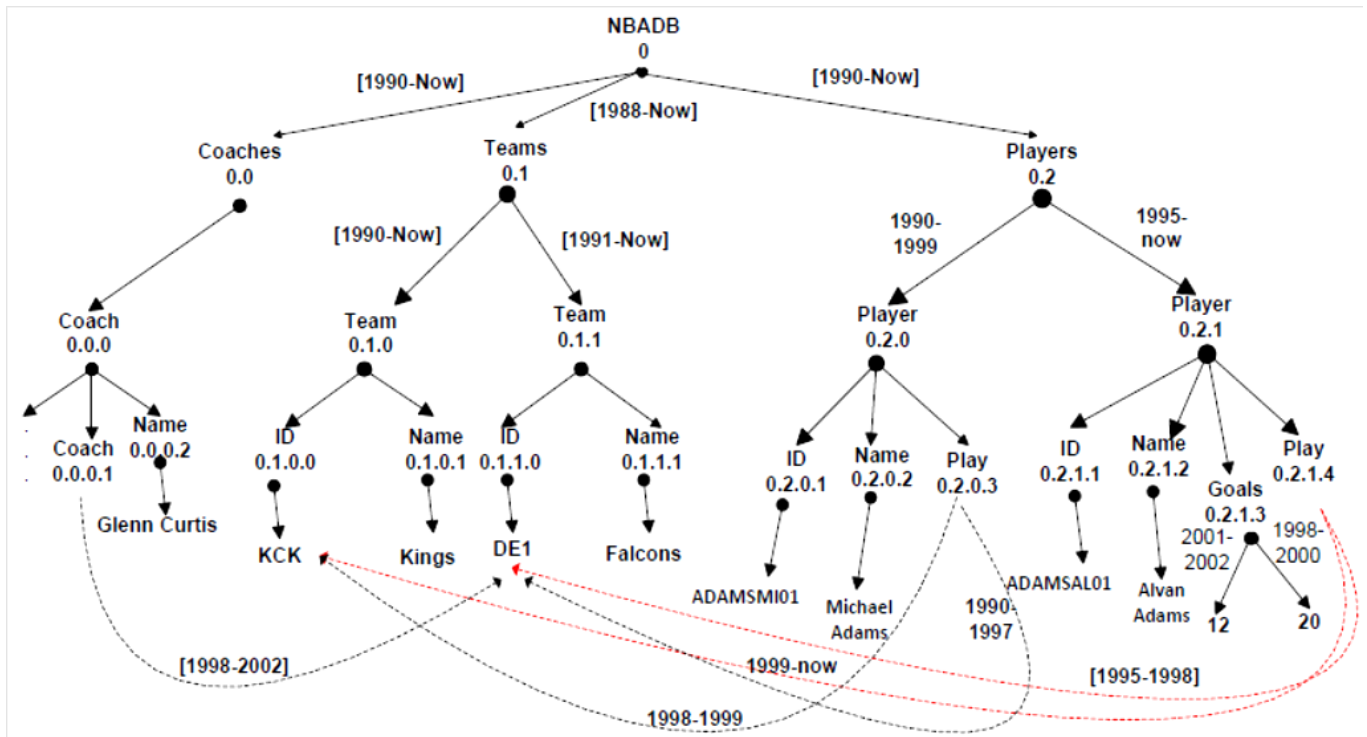 NBADB
0
[1990-Now]
[1988-Now]
[1990-Now]
Coaches
0.0
Teams
0.1
Players
0.2
[1990-Now]
[1991-Now]
1990-
1999
1995-
now
Coach
0.0.0
Team
0.1.0
Team
0.1.1
Player
0.2.0
Player
0.2.1
Coach
0.0.0.1
Name
0.0.0.2
ID
0.1.0.0
Name
0.1.0.1
ID
0.1.1.0
Name
0.1.1.1
ID
0.2.0.1
Name
0.2.0.2
Play
0.2.0.3
ID
0.2.1.1
Name
0.2.1.2
Goals
0.2.1.3
Play
0.2.1.4
2001-
2002
1998-
2000
Glenn Curtis
KCK
Kings
DE1
Falcons
ADAMSMI01
Michael
Adams
1990-
1997
ADAMSAL01
Alvan
Adams
12
20
[1998-2002]
1999-now
[1995-1998]
1998-1999